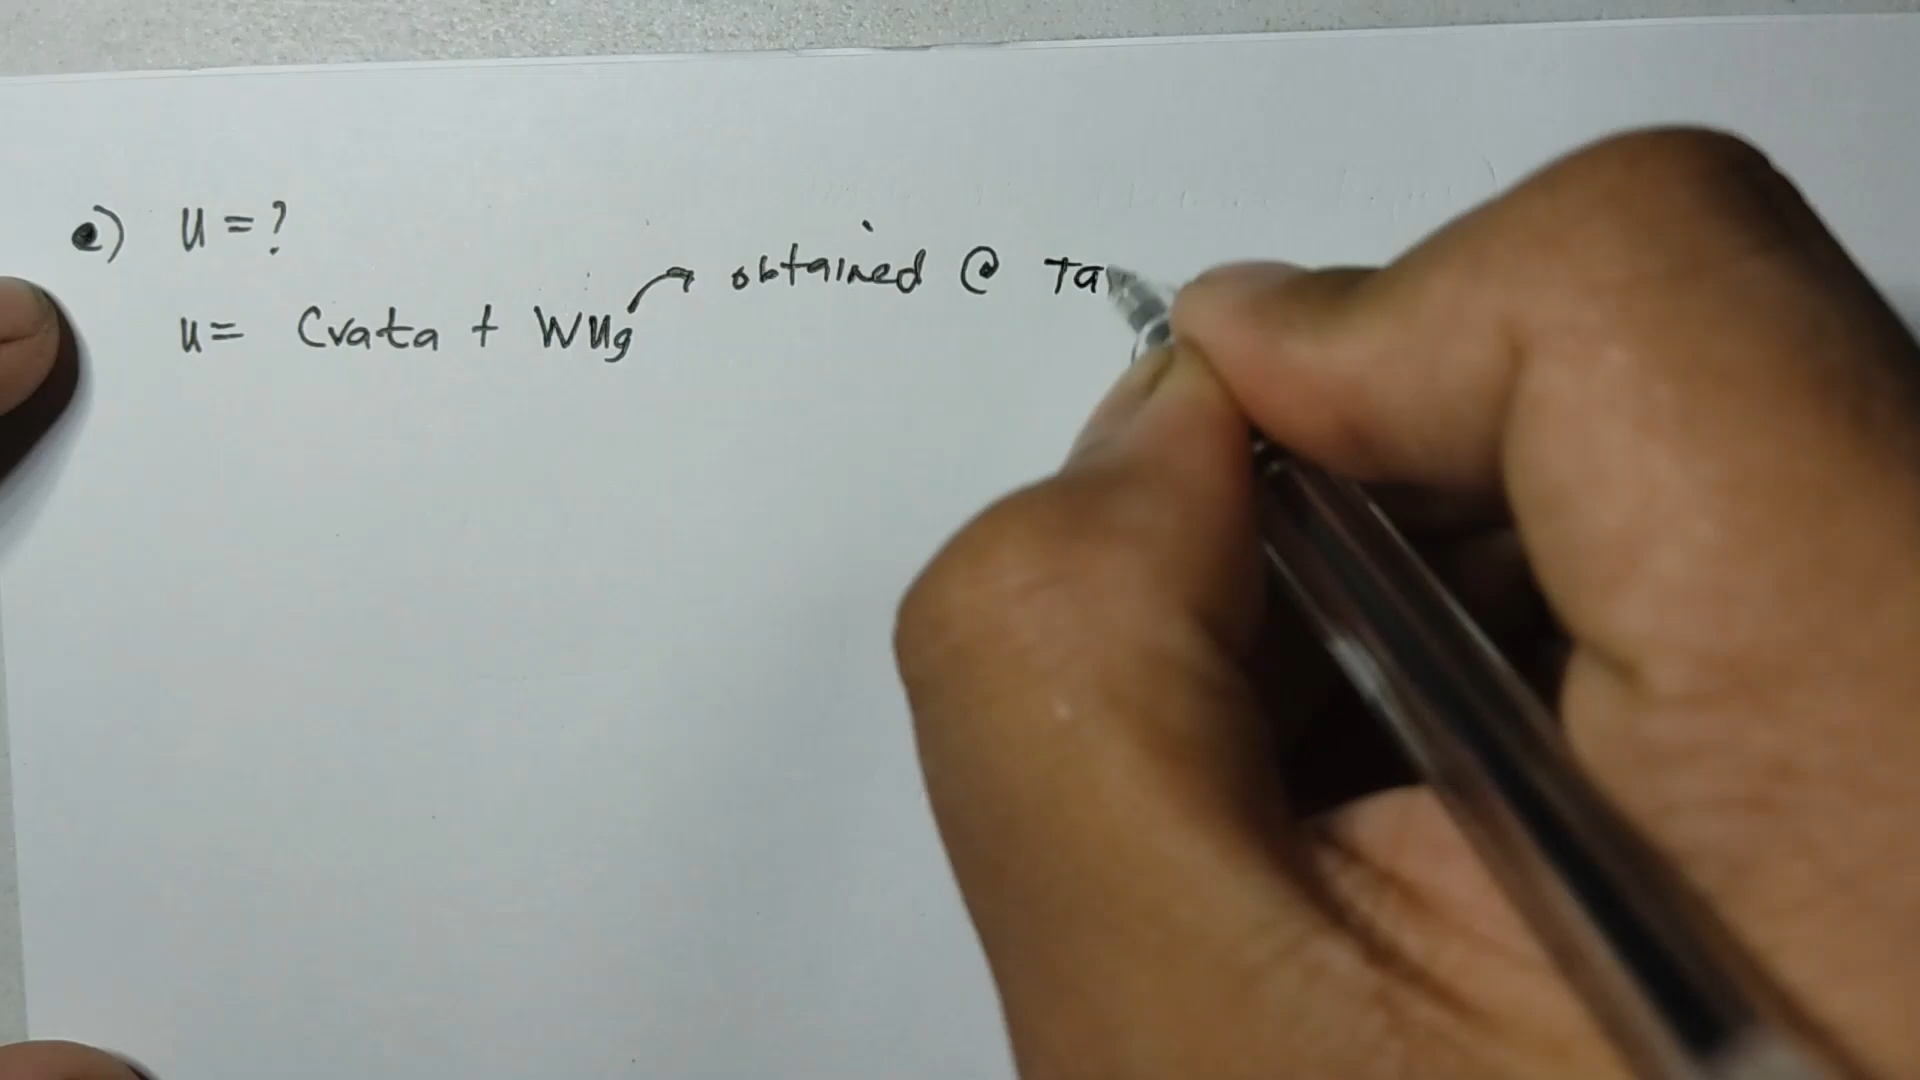 e) u = ?
obtained @ Ta
u = Cvata + Wug